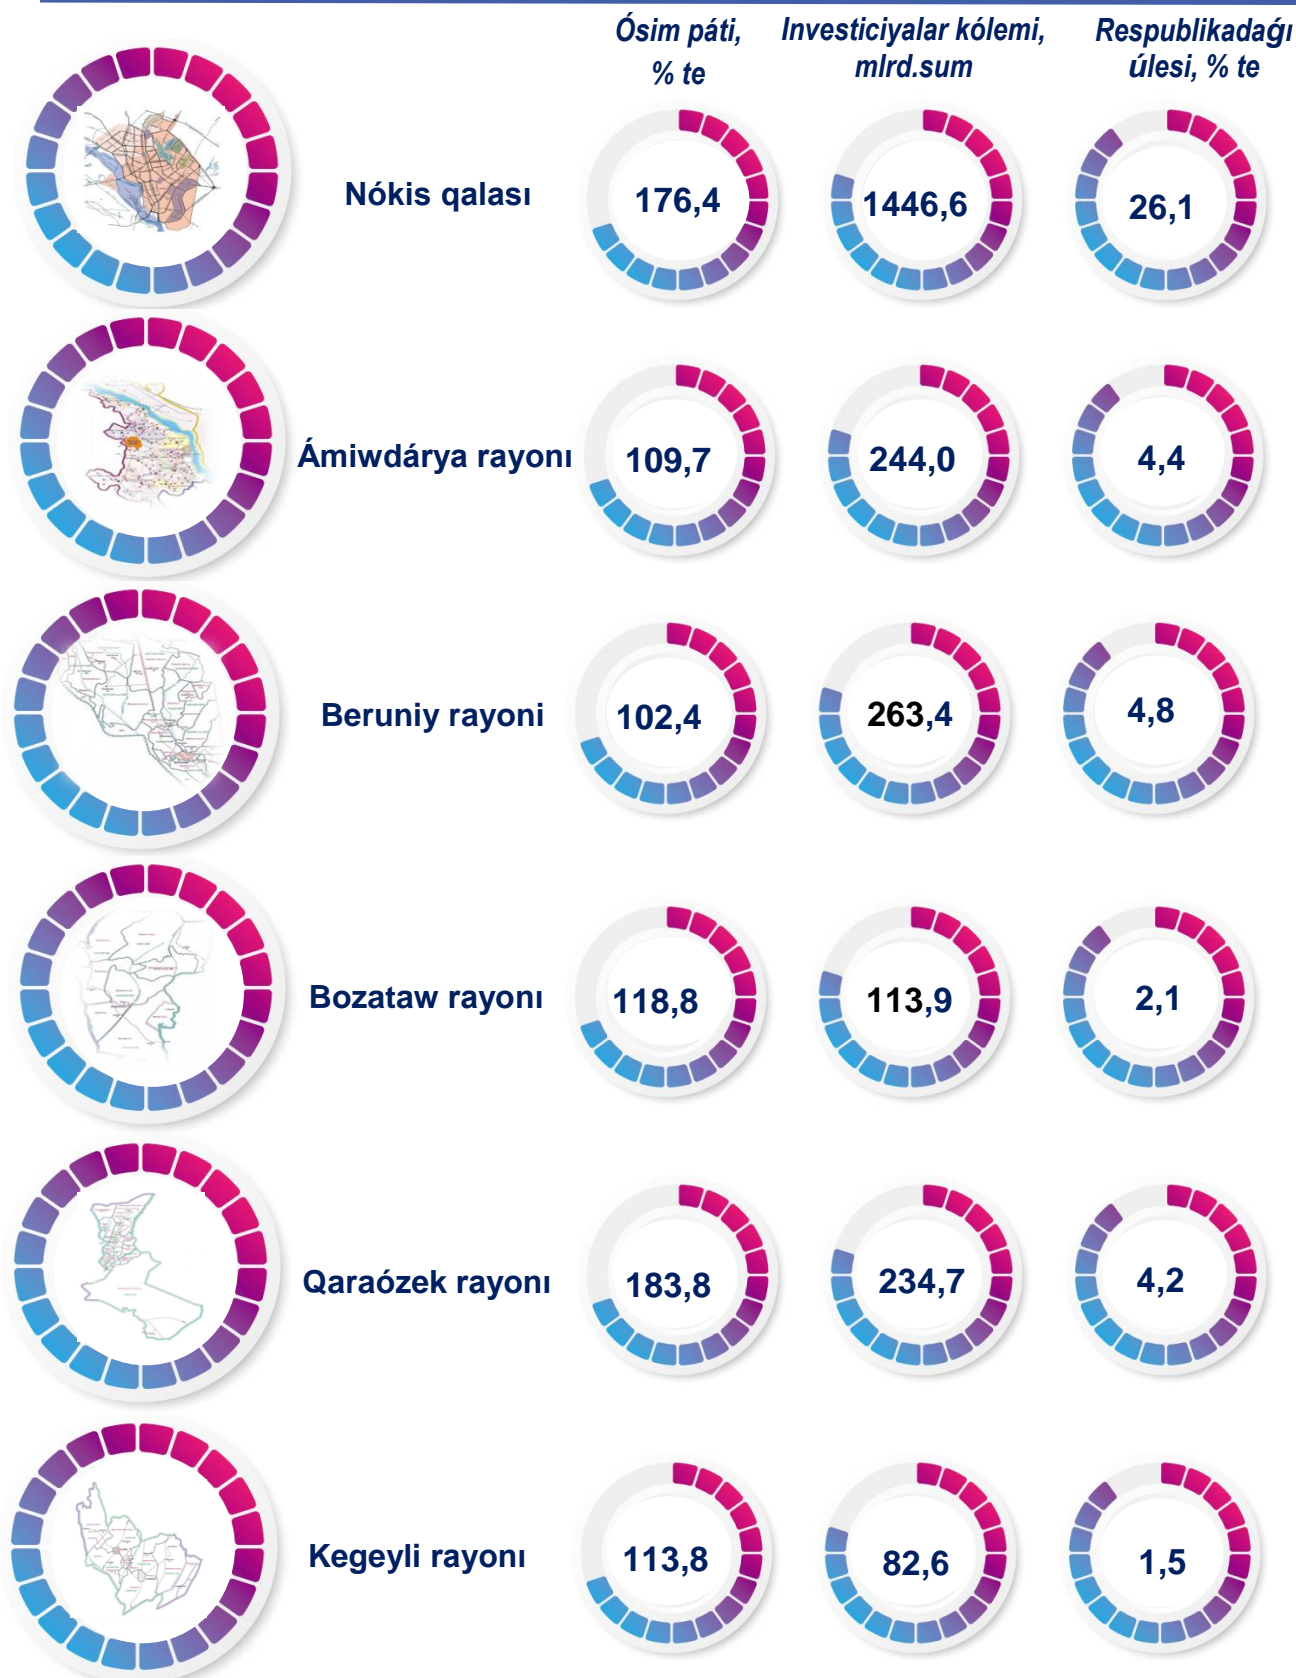 Ósim páti,
% te
Investiciyalar kólemi,
mlrd.sum
Respublikadaǵı
úlesi, % te
Nókis qalası
176,4
1446,6
26,1
Ámiwdárya rayonı
109,7
244,0
4,4
Beruniy rayoni
102,4
263,4
4,8
Bozataw rayonı
118,8
113,9
2,1
Qaraózek rayonı
183,8
234,7
4,2
Kegeyli rayonı
113,8
82,6
1,5